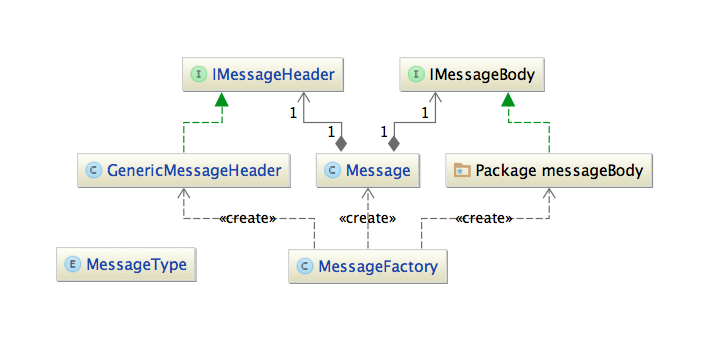 I IMessageHeader
I IMessageBody
1
1
1
1
C GenericMessageHeader
C Message
Package messageBody
«create»
«create»
«create»
E MessageType
C MessageFactory